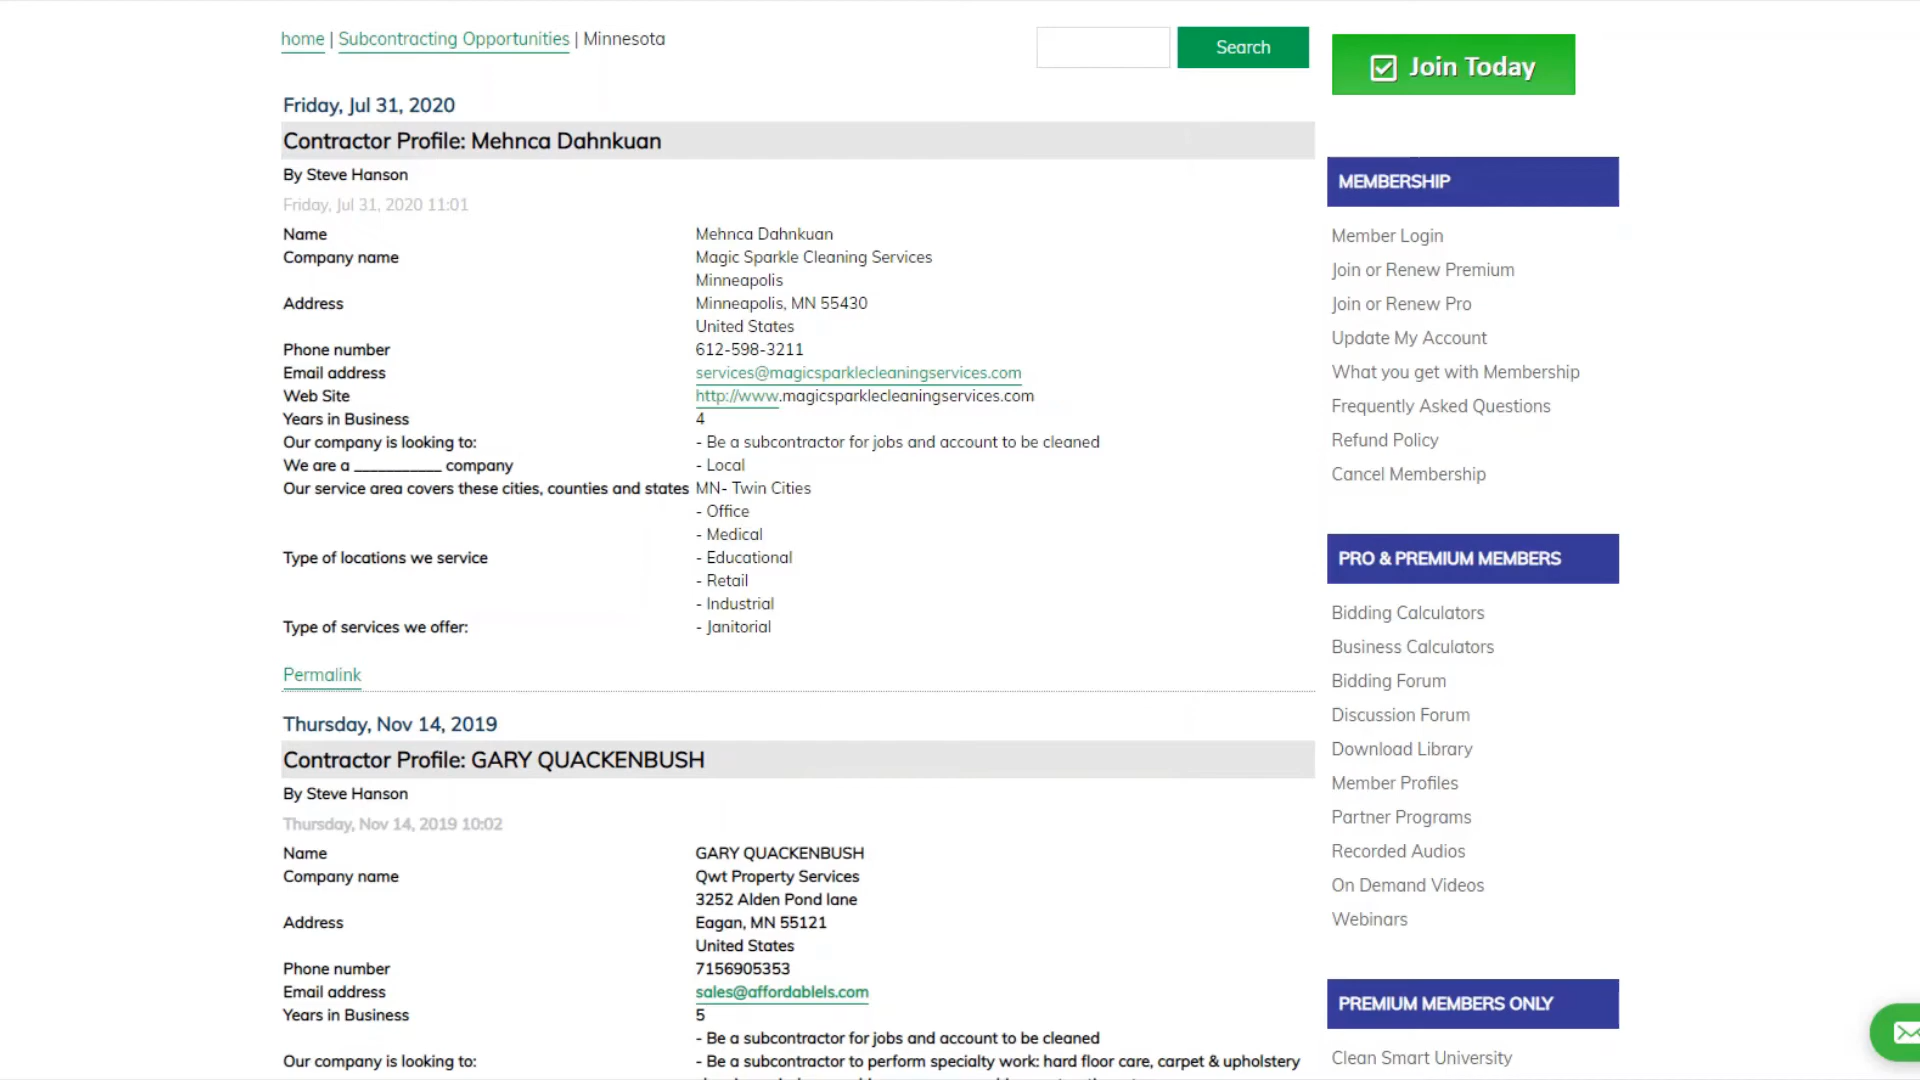 home | Subcontracting Opportunities | Minnesota
Search
Join Today
Friday, Jul 31, 2020
Contractor Profile: Mehnca Dahnkuan
By Steve Hanson
Friday, Jul 31, 2020 11:01
Name Mehnca Dahnkuan
Company name Magic Sparkle Cleaning Services
Minneapolis
Address Minneapolis, MN 55430
United States
Phone number 612-598-3211
Email address services@magicsparklecleaningservices.com
Web Site http://www.magicsparklecleaningservices.com
Years in Business 4
Our company is looking to: - Be a subcontractor for jobs and account to be cleaned
We are a ___________ company - Local
Our service area covers these cities, counties and states MN- Twin Cities
- Office
- Medical
Type of locations we service - Educational
- Retail
- Industrial
Type of services we offer: - Janitorial
Permalink
Thursday, Nov 14, 2019
Contractor Profile: GARY QUACKENBUSH
By Steve Hanson
Thursday, Nov 14, 2019 10:02
Name GARY QUACKENBUSH
Company name Qwt Property Services
3252 Alden Pond lane
Address Eagan, MN 55121
United States
Phone number 7156905353
Email address sales@affordablels.com
Years in Business 5
- Be a subcontractor for jobs and account to be cleaned
Our company is looking to: - Be a subcontractor to perform specialty work: hard floor care, carpet & upholstery
MEMBERSHIP
Member Login
Join or Renew Premium
Join or Renew Pro
Update My Account
What you get with Membership
Frequently Asked Questions
Refund Policy
Cancel Membership
PRO & PREMIUM MEMBERS
Bidding Calculators
Business Calculators
Bidding Forum
Discussion Forum
Download Library
Member Profiles
Partner Programs
Recorded Audios
On Demand Videos
Webinars
PREMIUM MEMBERS ONLY
Clean Smart University